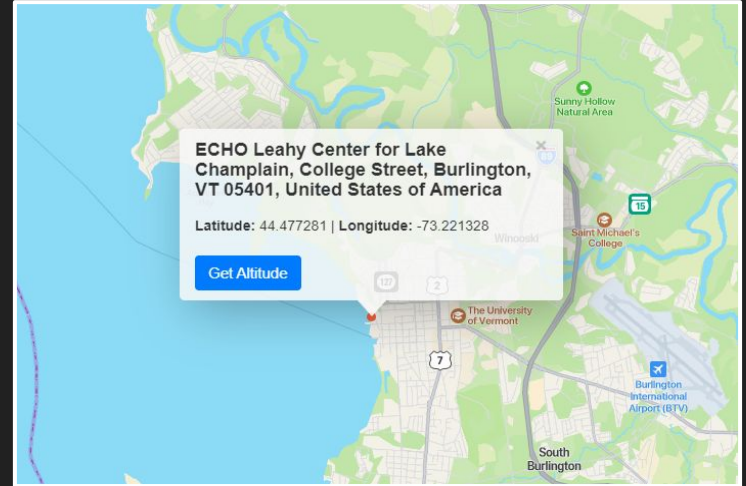 Sunny Hollow
Natural Area
ECHO Leahy Center for Lake
Champlain, College Street, Burlington,
VT 05401, United States of America
×
Latitude: 44.477281 | Longitude: -73.221328
15
Saint Michael's
College
Winooski
Get Altitude
127
2
The University
of Vermont
7
Burlington
International
Airport (BTV)
South
Burlington